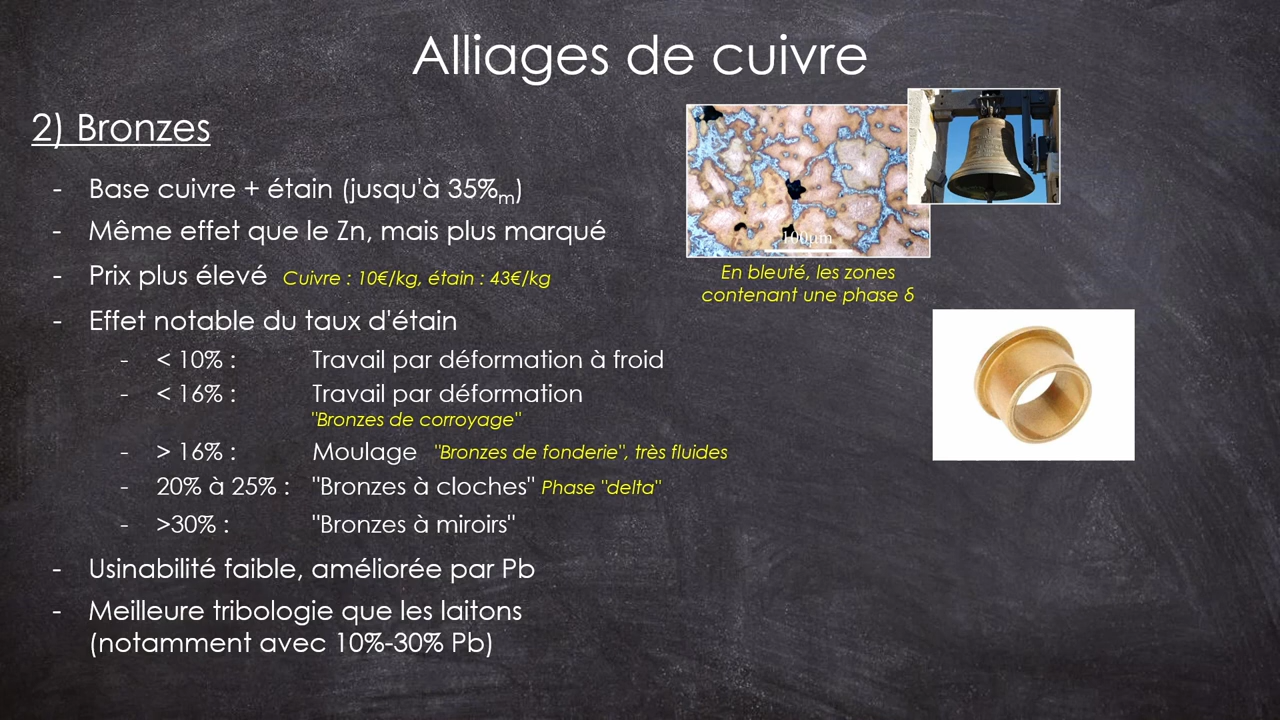 Alliages de cuivre
2) Bronzes
- Base cuivre + étain (jusqu'à 35%m)
- Même effet que le Zn, mais plus marqué
- Prix plus élevé Cuivre : 10€/kg, étain : 43€/kg
- Effet notable du taux d'étain
- < 10% : Travail par déformation à froid
- < 16% : Travail par déformation
"Bronzes de corroyage"
- > 16% : Moulage "Bronzes de fonderie", très fluides
- 20% à 25% : "Bronzes à cloches" Phase "delta"
- >30% : "Bronzes à miroirs"
- Usinabilité faible, améliorée par Pb
- Meilleure tribologie que les laitons
(notamment avec 10%-30% Pb)
100µm
En bleuté, les zones
contenant une phase δ